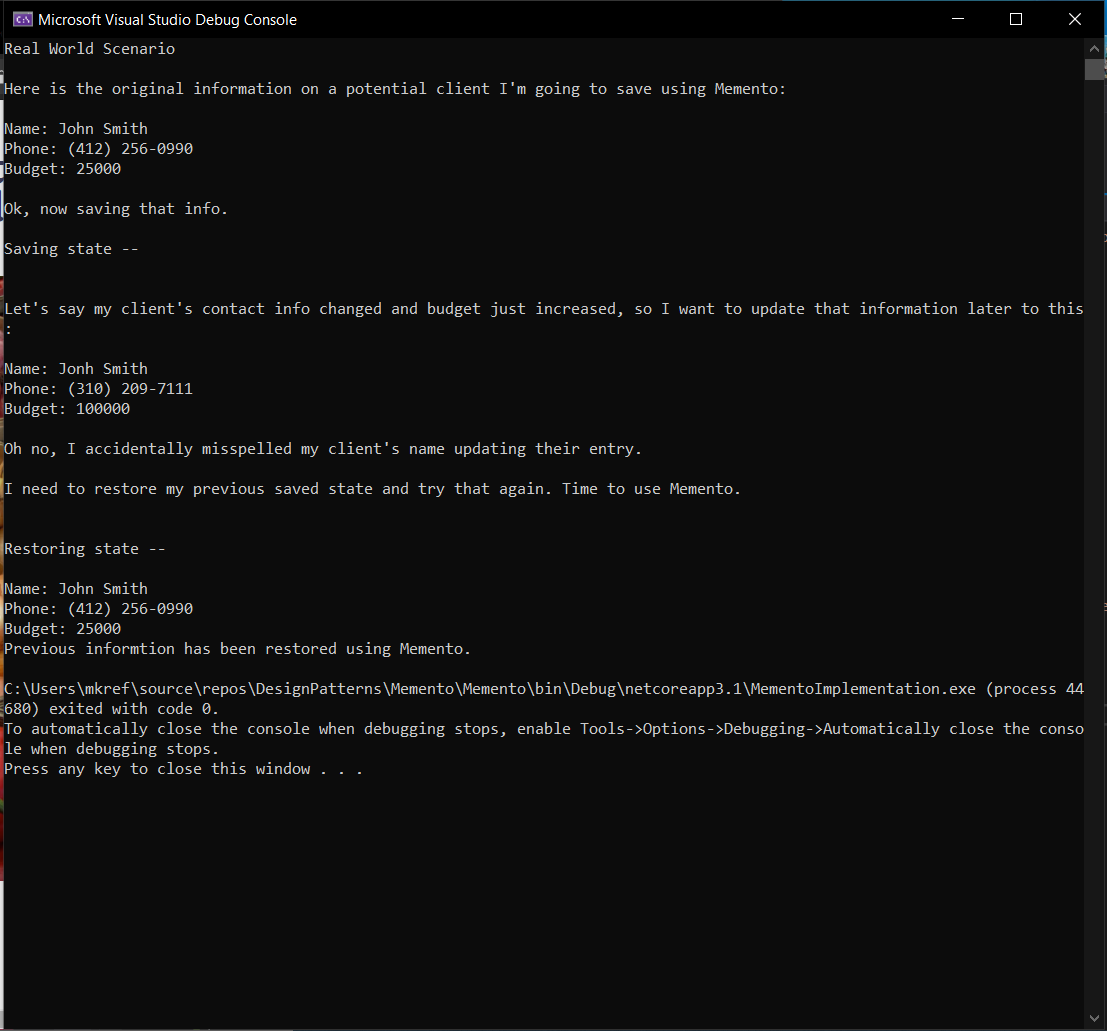 Microsoft Visual Studio Debug Console
Real World Scenario
Here is the original information on a potential client I'm going to save using Memento:
Name: John Smith
Phone: (412) 256-0990
Budget: 25000
Ok, now saving that info.
Saving state --
Let's say my client's contact info changed and budget just increased, so I want to update that information later to this
:
Name: Jonh Smith
Phone: (310) 209-7111
Budget: 100000
Oh no, I accidentally misspelled my client's name updating their entry.
I need to restore my previous saved state and try that again. Time to use Memento.
Restoring state --
Name: John Smith
Phone: (412) 256-0990
Budget: 25000
Previous informtion has been restored using Memento.
C:\Users\mkref\source\repos\DesignPatterns\Memento\Memento\bin\Debug\netcoreapp3.1\MementoImplementation.exe (process 44
680) exited with code 0.
To automatically close the console when debugging stops, enable Tools->Options->Debugging->Automatically close the conso
le when debugging stops.
Press any key to close this window . . .